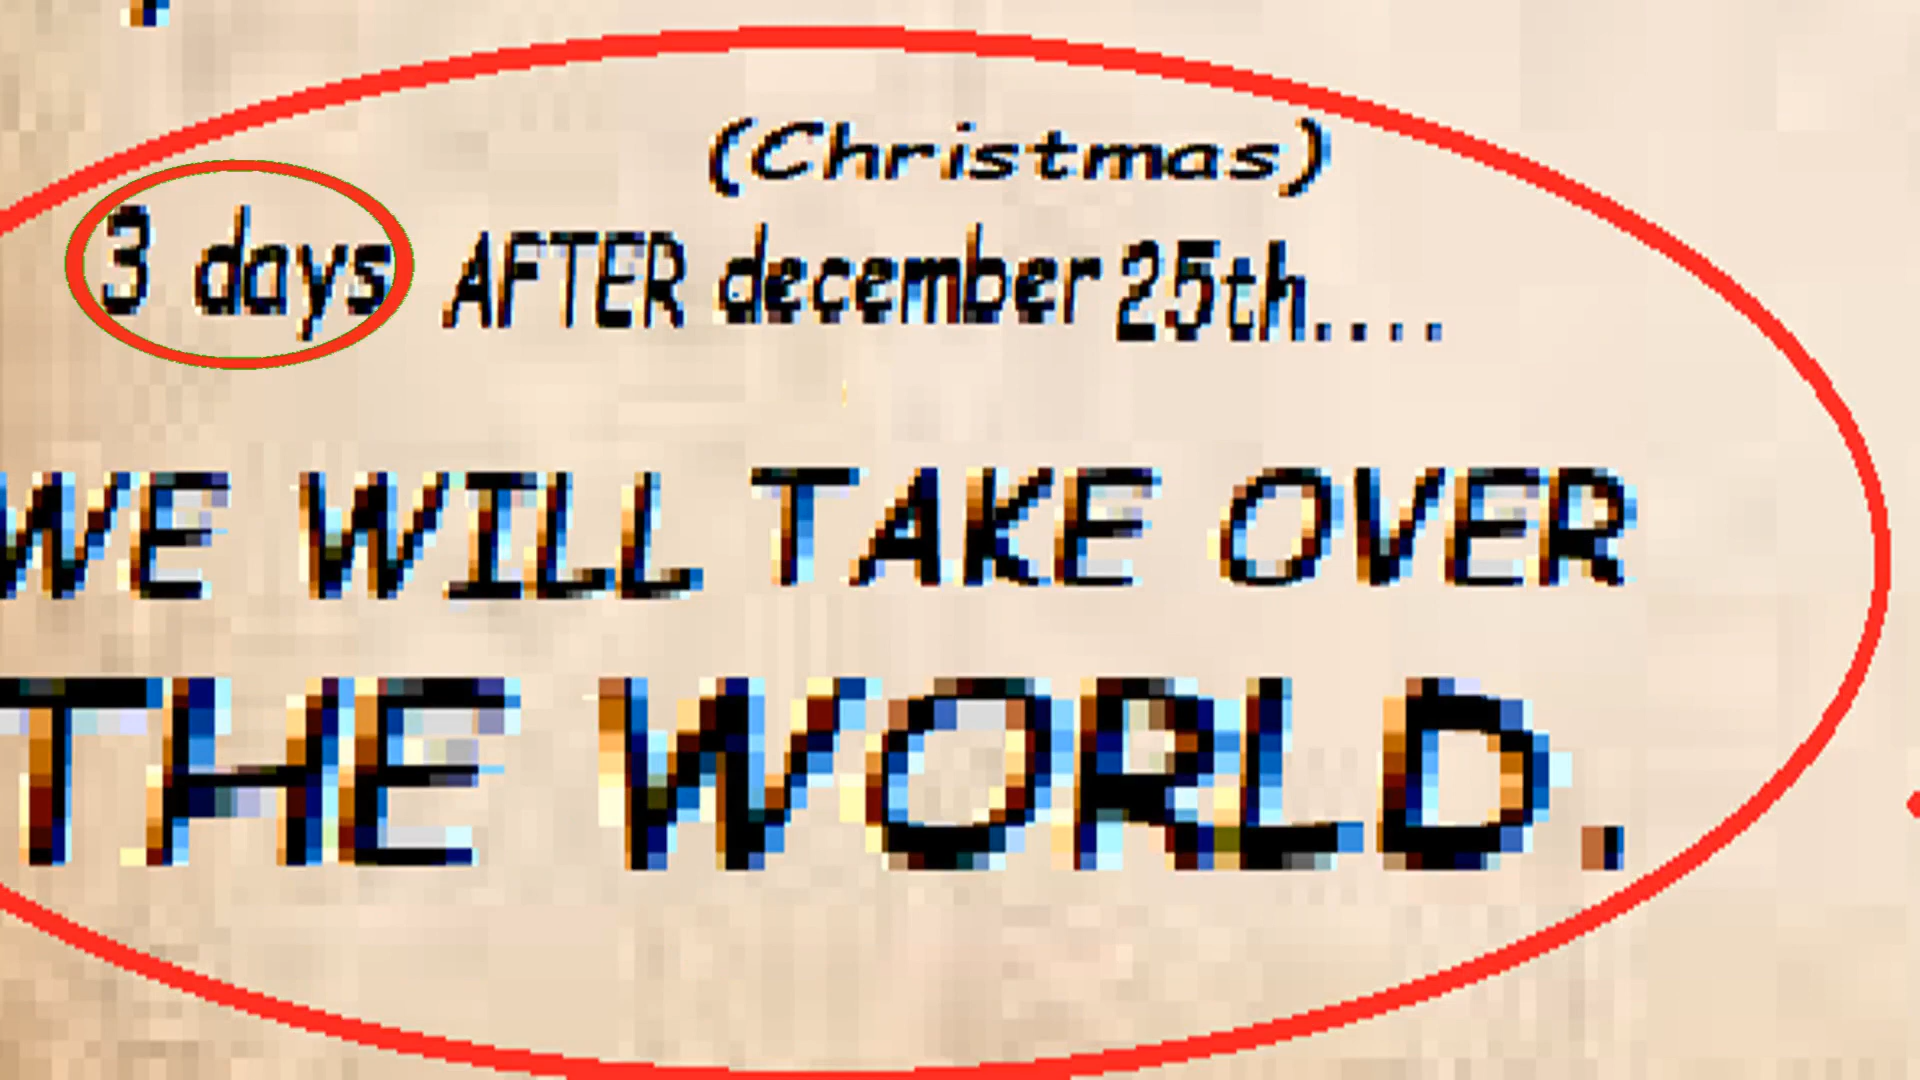 (Christmas)
3 days AFTER december 25th....
WE WILL TAKE OVER
THE WORLD.